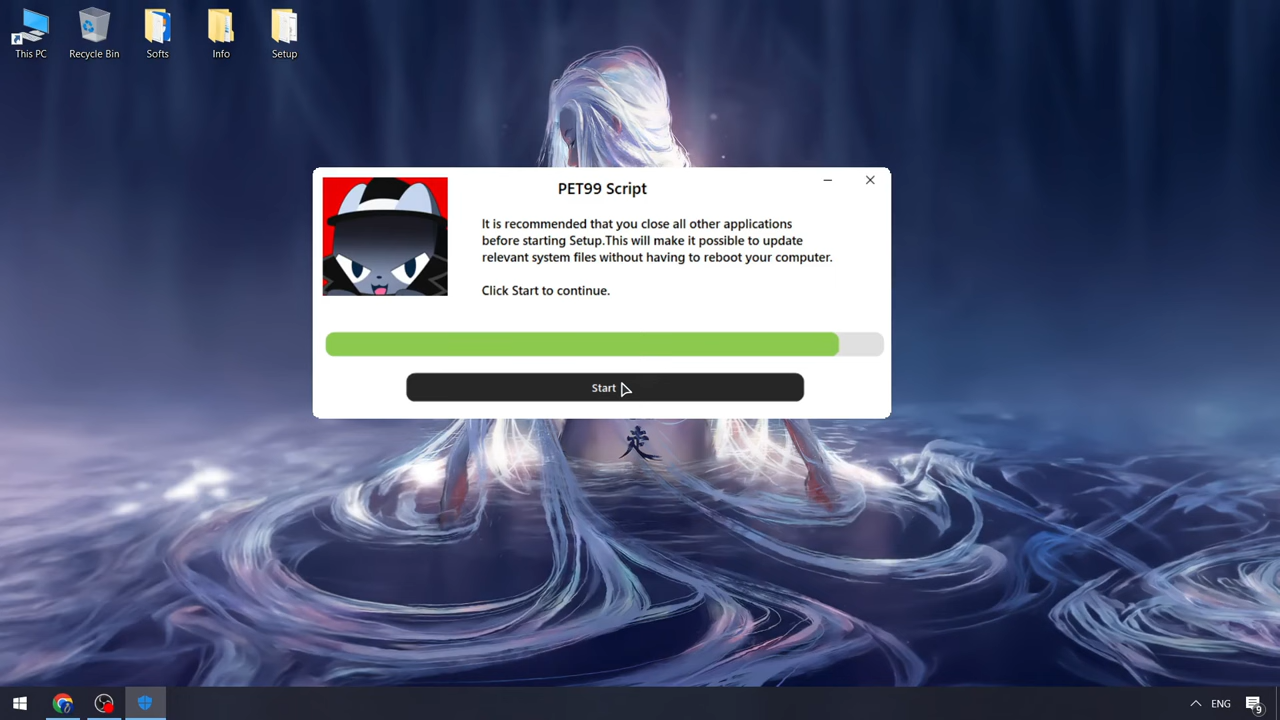 This PC
Recycle Bin
Softs
Info
Setup
PET99 Script
It is recommended that you close all other applications
before starting Setup.This will make it possible to update
relevant system files without having to reboot your computer.
Click Start to continue.
Start
走
ENG
9